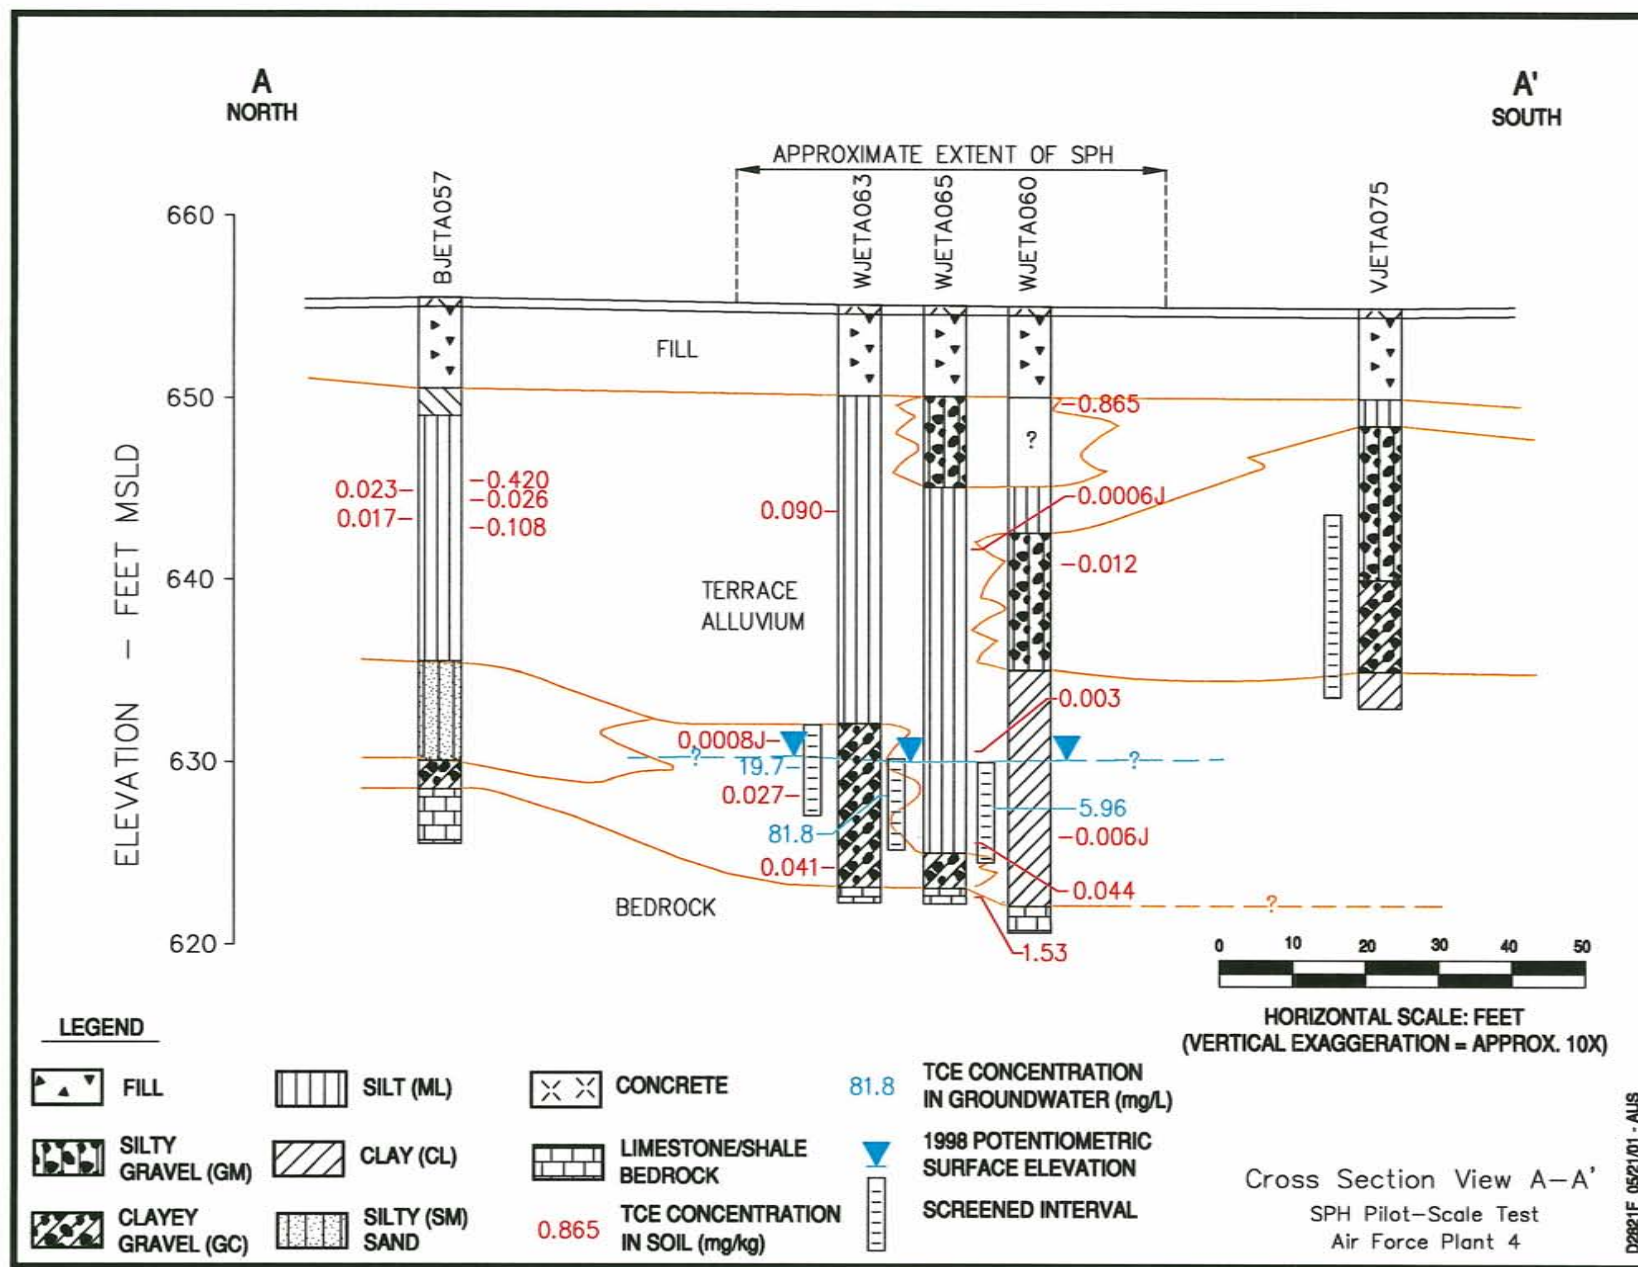 A
NORTH
A'
SOUTH
APPROXIMATE EXTENT OF SPH
BJETA057
WJETA063
WJETA065
WJETA060
VJETA075
660
650
640
630
620
ELEVATION - FEET MSLD
FILL
-0.865
?
0.023-
-0.420
-0.026
0.017-
-0.108
0.090-
-0.0006J
-0.012
TERRACE
ALLUVIUM
-0.003
0.0008J-
?
19.7-
?
0.027-
-5.96
81.8-
-0.006J
0.041-
-0.044
BEDROCK
?
-1.53
0 10 20 30 40 50
HORIZONTAL SCALE: FEET
(VERTICAL EXAGGERATION = APPROX. 10X)
LEGEND
FILL
SILT (ML)
CONCRETE
81.8
TCE CONCENTRATION
IN GROUNDWATER (mg/L)
SILTY
GRAVEL (GM)
CLAY (CL)
LIMESTONE/SHALE
BEDROCK
1998 POTENTIOMETRIC
SURFACE ELEVATION
CLAYEY
GRAVEL (GC)
SILTY (SM)
SAND
0.865
TCE CONCENTRATION
IN SOIL (mg/kg)
SCREENED INTERVAL
Cross Section View A-A'
SPH Pilot-Scale Test
Air Force Plant 4
D2821F 05/21/01 - AUS